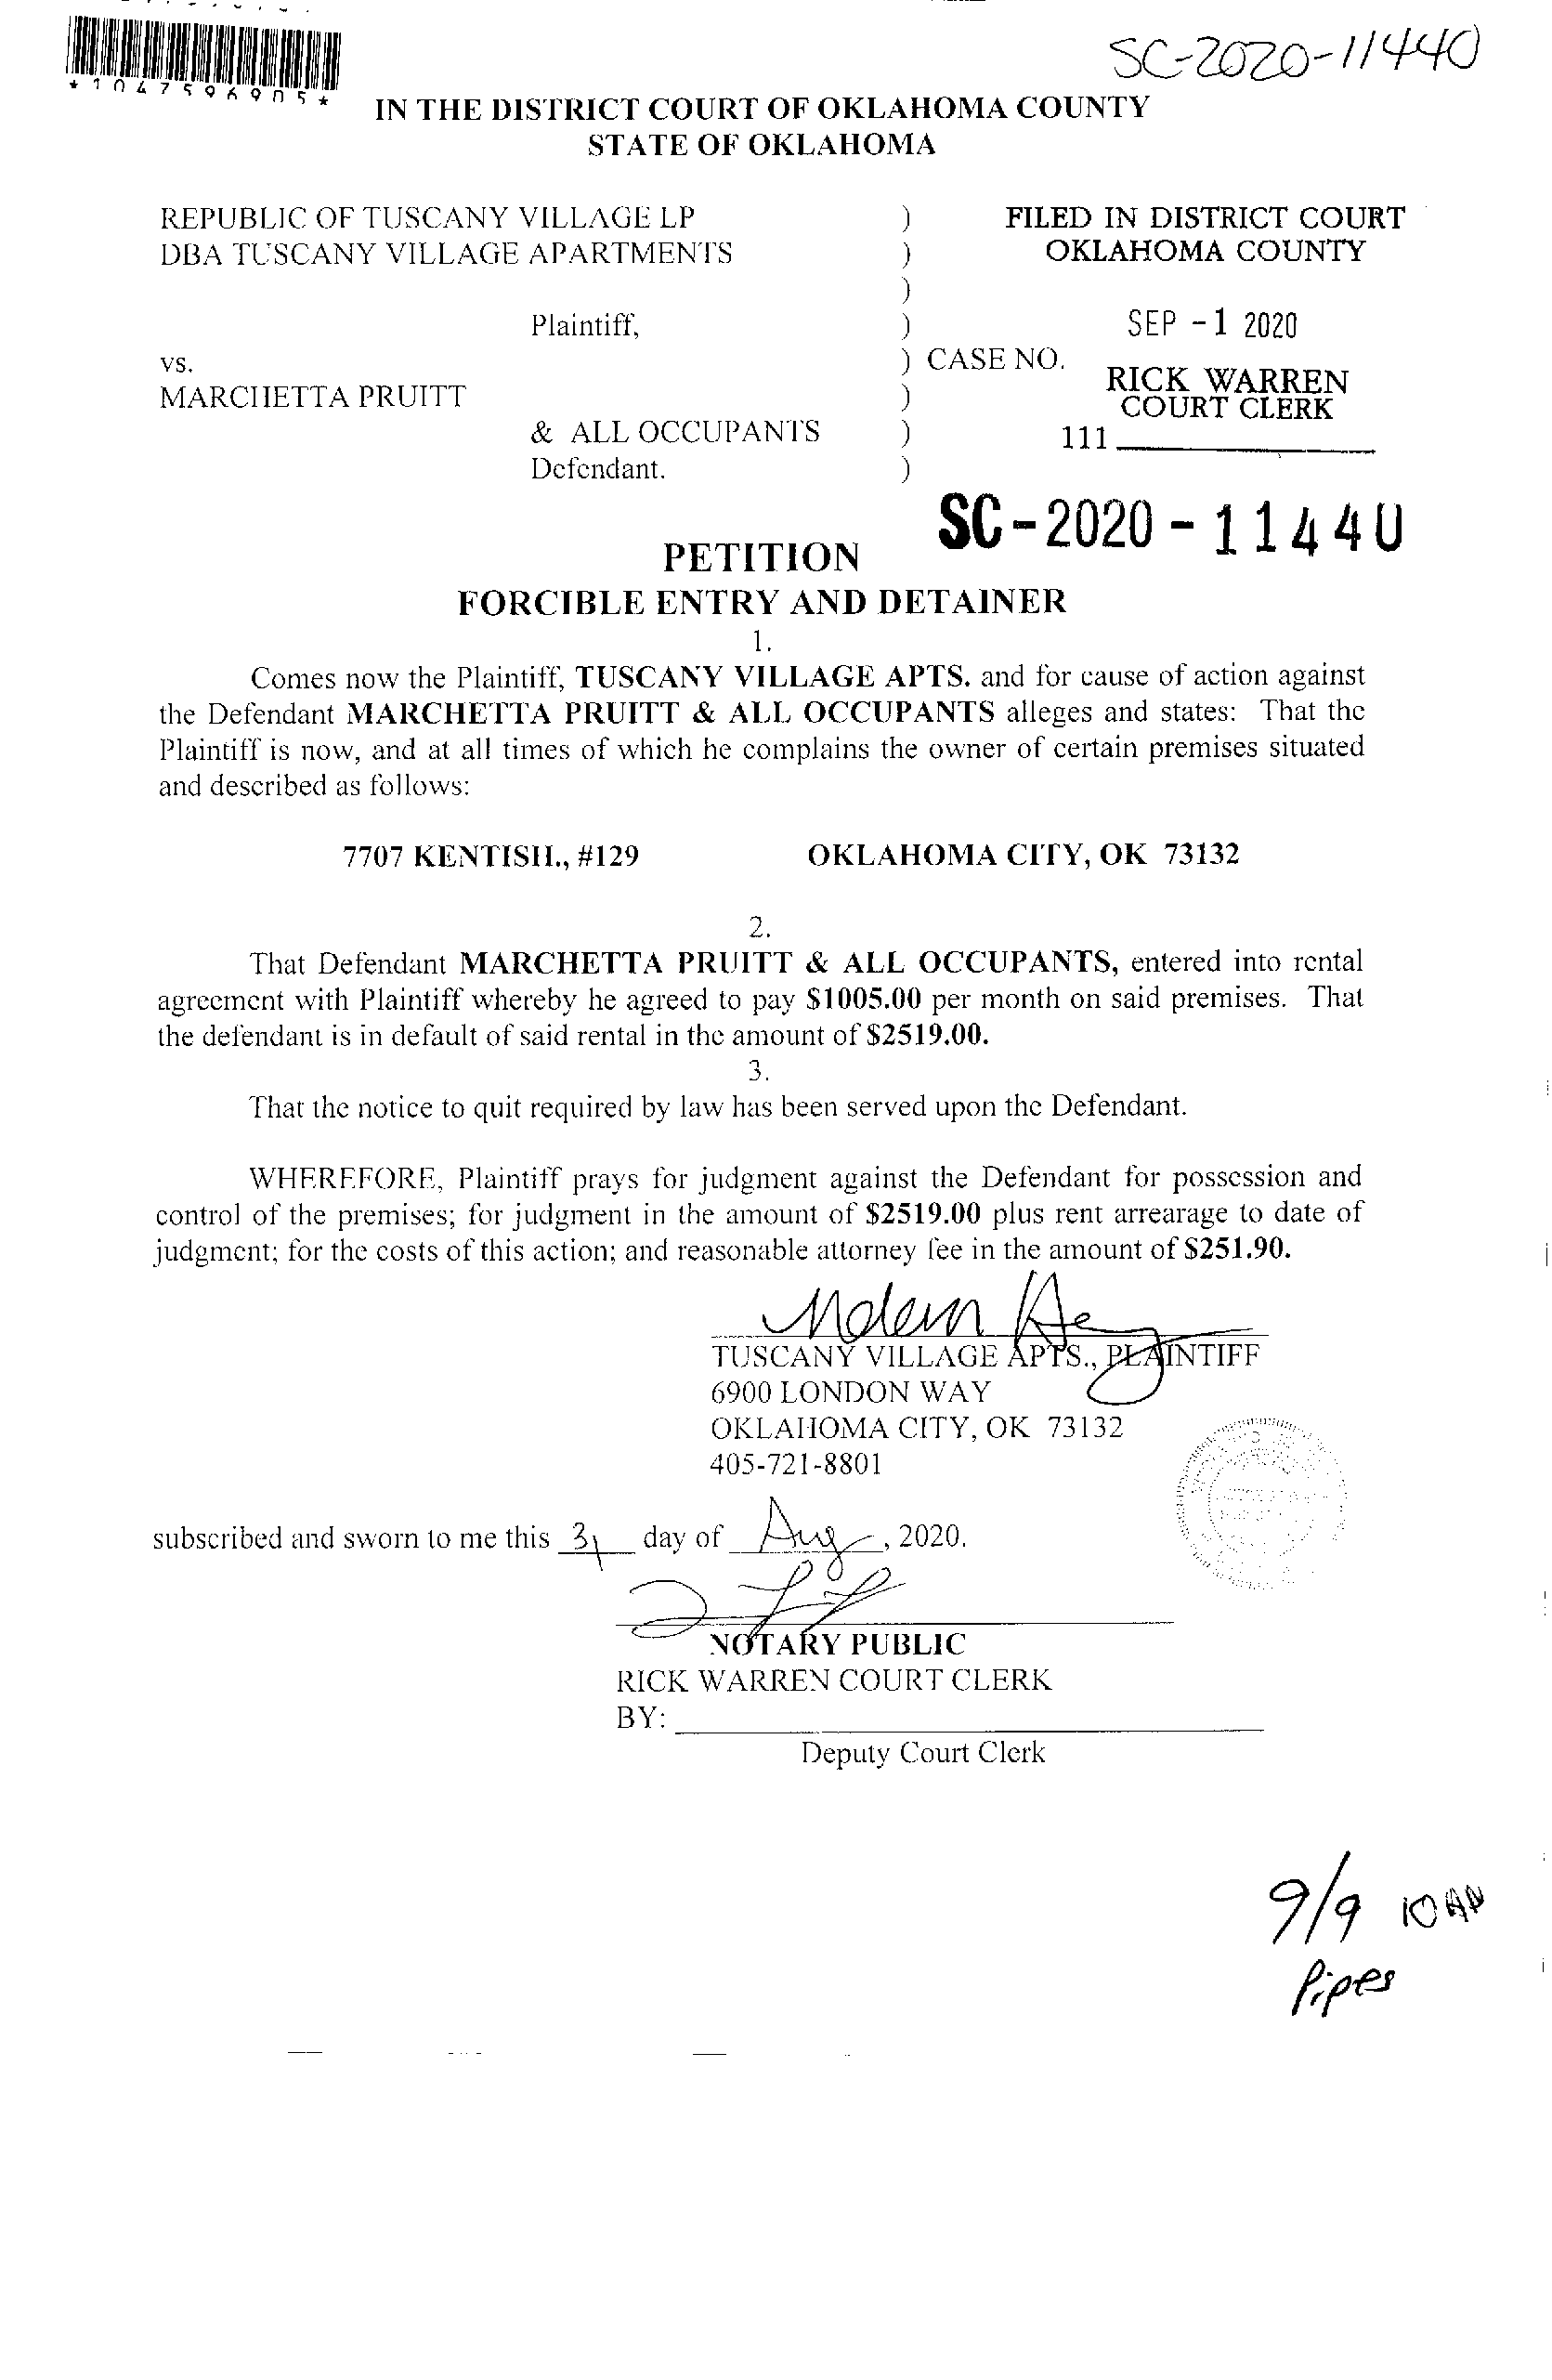 SC-2020-11440
*1047596905*
IN THE DISTRICT COURT OF OKLAHOMA COUNTY
STATE OF OKLAHOMA
REPUBLIC OF TUSCANY VILLAGE LP ) FILED IN DISTRICT COURT
DBA TUSCANY VILLAGE APARTMENTS ) OKLAHOMA COUNTY
)
Plaintiff, ) SEP -1 2020
vs. ) CASE NO.
RICK WARREN
MARCHETTA PRUITT )
COURT CLERK
& ALL OCCUPANTS ) 111
Defendant. )
SC-2020-11440
PETITION
FORCIBLE ENTRY AND DETAINER
1.
Comes now the Plaintiff, TUSCANY VILLAGE APTS. and for cause of action against
the Defendant MARCHETTA PRUITT & ALL OCCUPANTS alleges and states: That the
Plaintiff is now, and at all times of which he complains the owner of certain premises situated
and described as follows:
7707 KENTISH., #129 OKLAHOMA CITY, OK 73132
2.
That Defendant MARCHETTA PRUITT & ALL OCCUPANTS, entered into rental
agreement with Plaintiff whereby he agreed to pay $1005.00 per month on said premises. That
the defendant is in default of said rental in the amount of $2519.00.
3.
That the notice to quit required by law has been served upon the Defendant.
WHEREFORE, Plaintiff prays for judgment against the Defendant for possession and
control of the premises; for judgment in the amount of $2519.00 plus rent arrearage to date of
judgment; for the costs of this action; and reasonable attorney fee in the amount of $251.90.
TUSCANY VILLAGE APTS., PLAINTIFF
6900 LONDON WAY
OKLAHOMA CITY, OK 73132
405-721-8801
subscribed and sworn to me this 31 day of Aug, 2020.
NOTARY PUBLIC
RICK WARREN COURT CLERK
BY:
Deputy Court Clerk
9/9 10 AM
Pipes